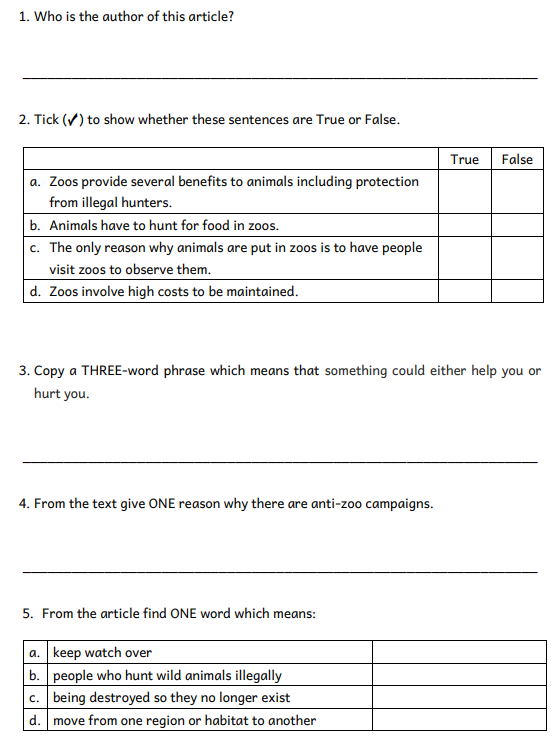 1. Who is the author of this article?
2. Tick (✓) to show whether these sentences are True or False.
True False
a. Zoos provide several benefits to animals including protection
from illegal hunters.
b. Animals have to hunt for food in zoos.
c. The only reason why animals are put in zoos is to have people
visit zoos to observe them.
d. Zoos involve high costs to be maintained.
3. Copy a THREE-word phrase which means that something could either help you or
hurt you.
4. From the text give ONE reason why there are anti-zoo campaigns.
5. From the article find ONE word which means:
a. keep watch over
b. people who hunt wild animals illegally
c. being destroyed so they no longer exist
d. move from one region or habitat to another